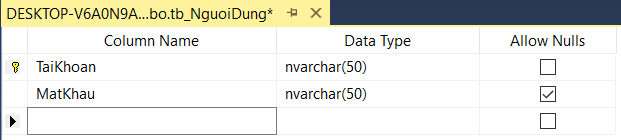 DESKTOP-V6A0N9A...bo.tb_NguoiDung*
Column Name Data Type Allow Nulls
TaiKhoan nvarchar(50)
MatKhau nvarchar(50)